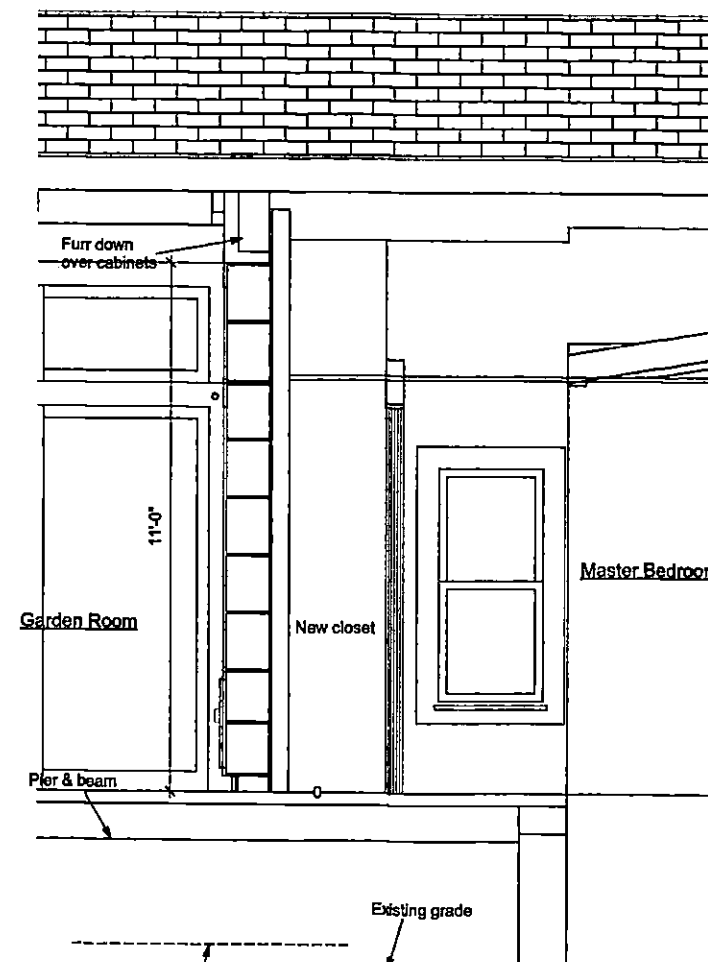 Furr down
over cabinets
11'-0"
Garden Room
New closet
Master Bedroom
Pier & beam
Existing grade